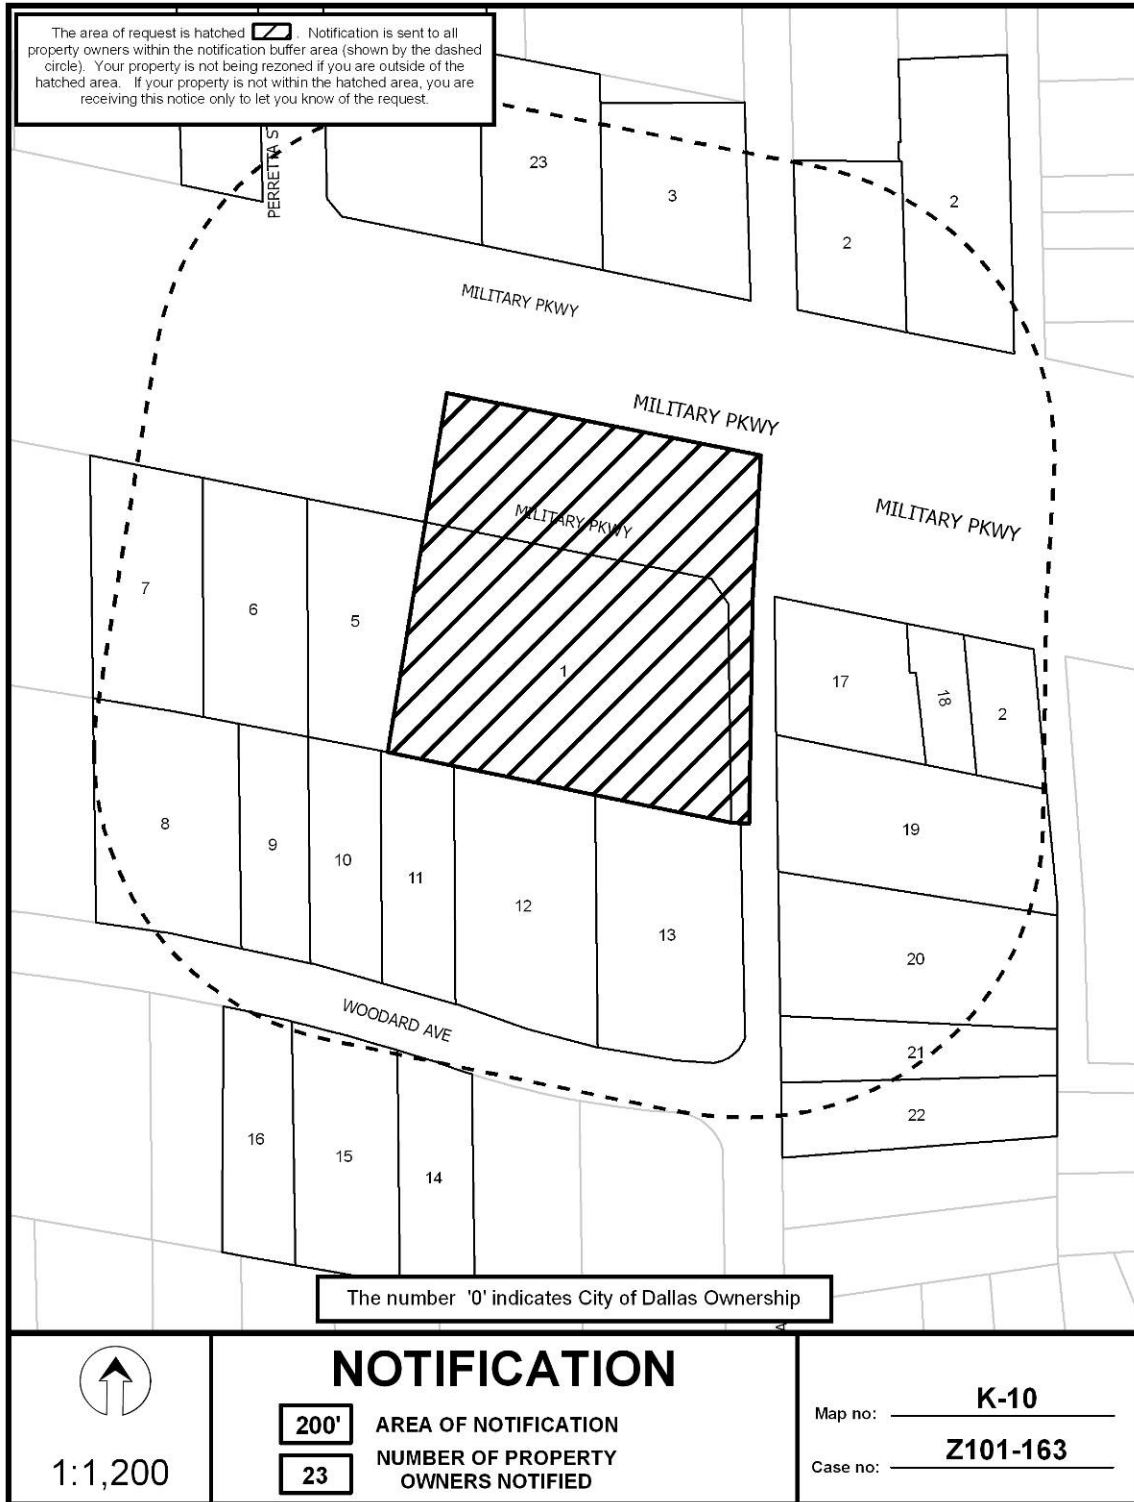 The area of request is hatched . Notification is sent to all
property owners within the notification buffer area (shown by the dashed
circle). Your property is not being rezoned if you are outside of the
hatched area. If your property is not within the hatched area, you are
receiving this notice only to let you know of the request.
PERRETTA S
23
3
2
2
MILITARY PKWY
MILITARY PKWY
MILITARY PKWY
MILITARY PKWY
7
6
5
1
17
18
2
8
9
10
11
12
13
19
20
21
22
WOODARD AVE
16
15
14
The number '0' indicates City of Dallas Ownership
NOTIFICATION
200' AREA OF NOTIFICATION
23 NUMBER OF PROPERTY
OWNERS NOTIFIED
1:1,200
Map no: K-10
Case no: Z101-163